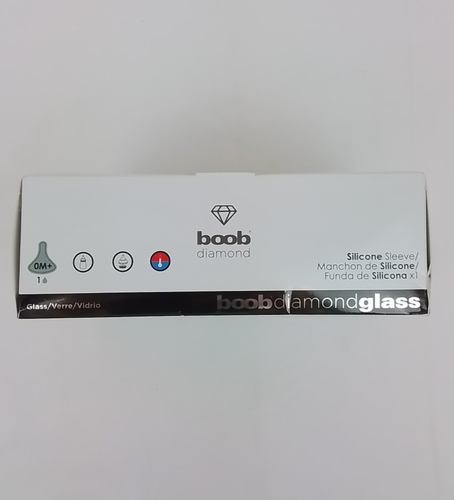 boob
diamond
0M+
1
Silicone Sleeve/
Manchon de Silicone/
Funda de Silicona x1
Glass/Verre/Vidrio
boobdiamondglass